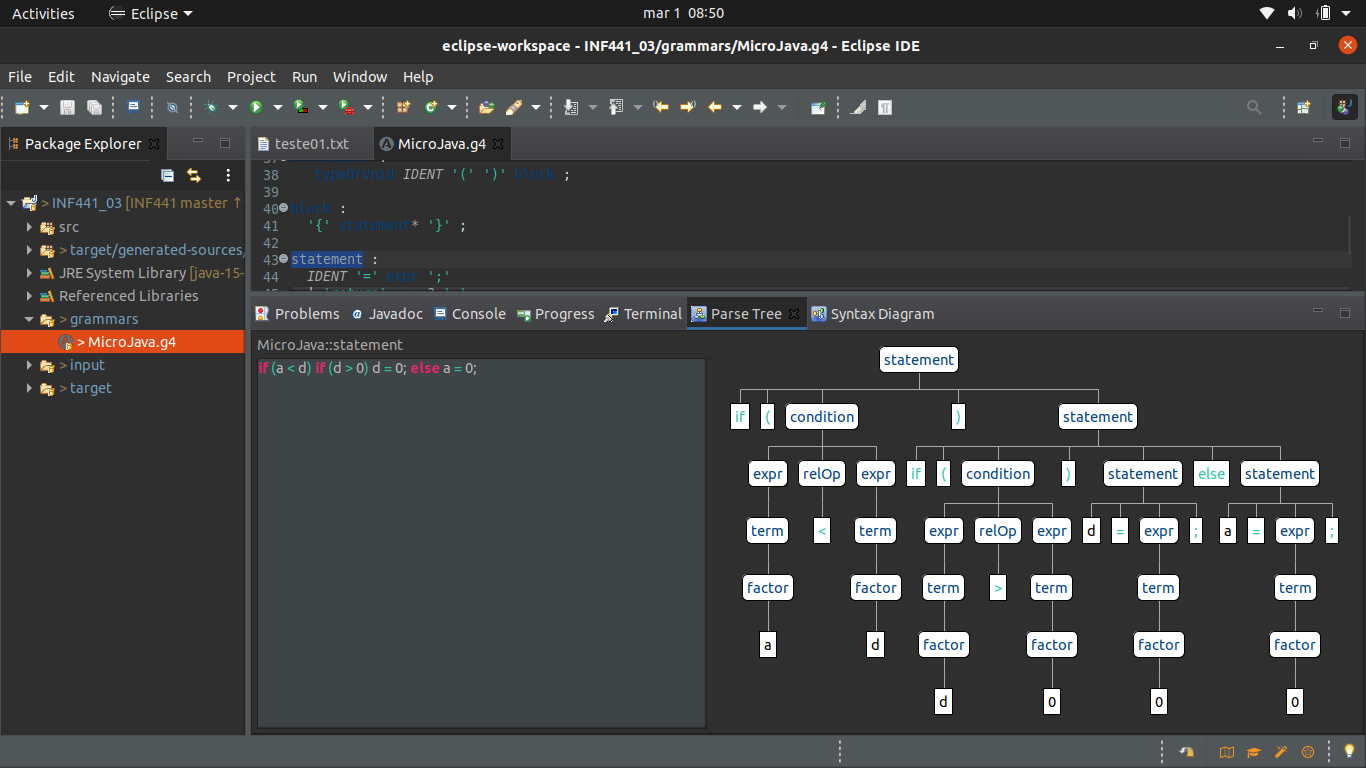 Activities Eclipse mar 1 08:50
eclipse-workspace - INF441_03/grammars/MicroJava.g4 - Eclipse IDE
File Edit Navigate Search Project Run Window Help
Package Explorer
> INF441_03 [INF441 master ↑
src
> target/generated-sources/
JRE System Library [java-15-
Referenced Libraries
> grammars
> MicroJava.g4
> input
> target
teste01.txt MicroJava.g4
38 typeOrVoid IDENT '(' ')' block ;
39
40 block :
41 '{' statement* '}' ;
42
43 statement :
44 IDENT '=' expr ';'
Problems Javadoc Console Progress Terminal Parse Tree Syntax Diagram
MicroJava::statement
if (a < d) if (d > 0) d = 0; else a = 0;
statement
if ( condition ) statement
expr relOp expr if ( condition ) statement else statement
term < term expr relOp expr d = expr ; a = expr ;
factor factor term > term term term
a d factor factor factor factor
d 0 0 0